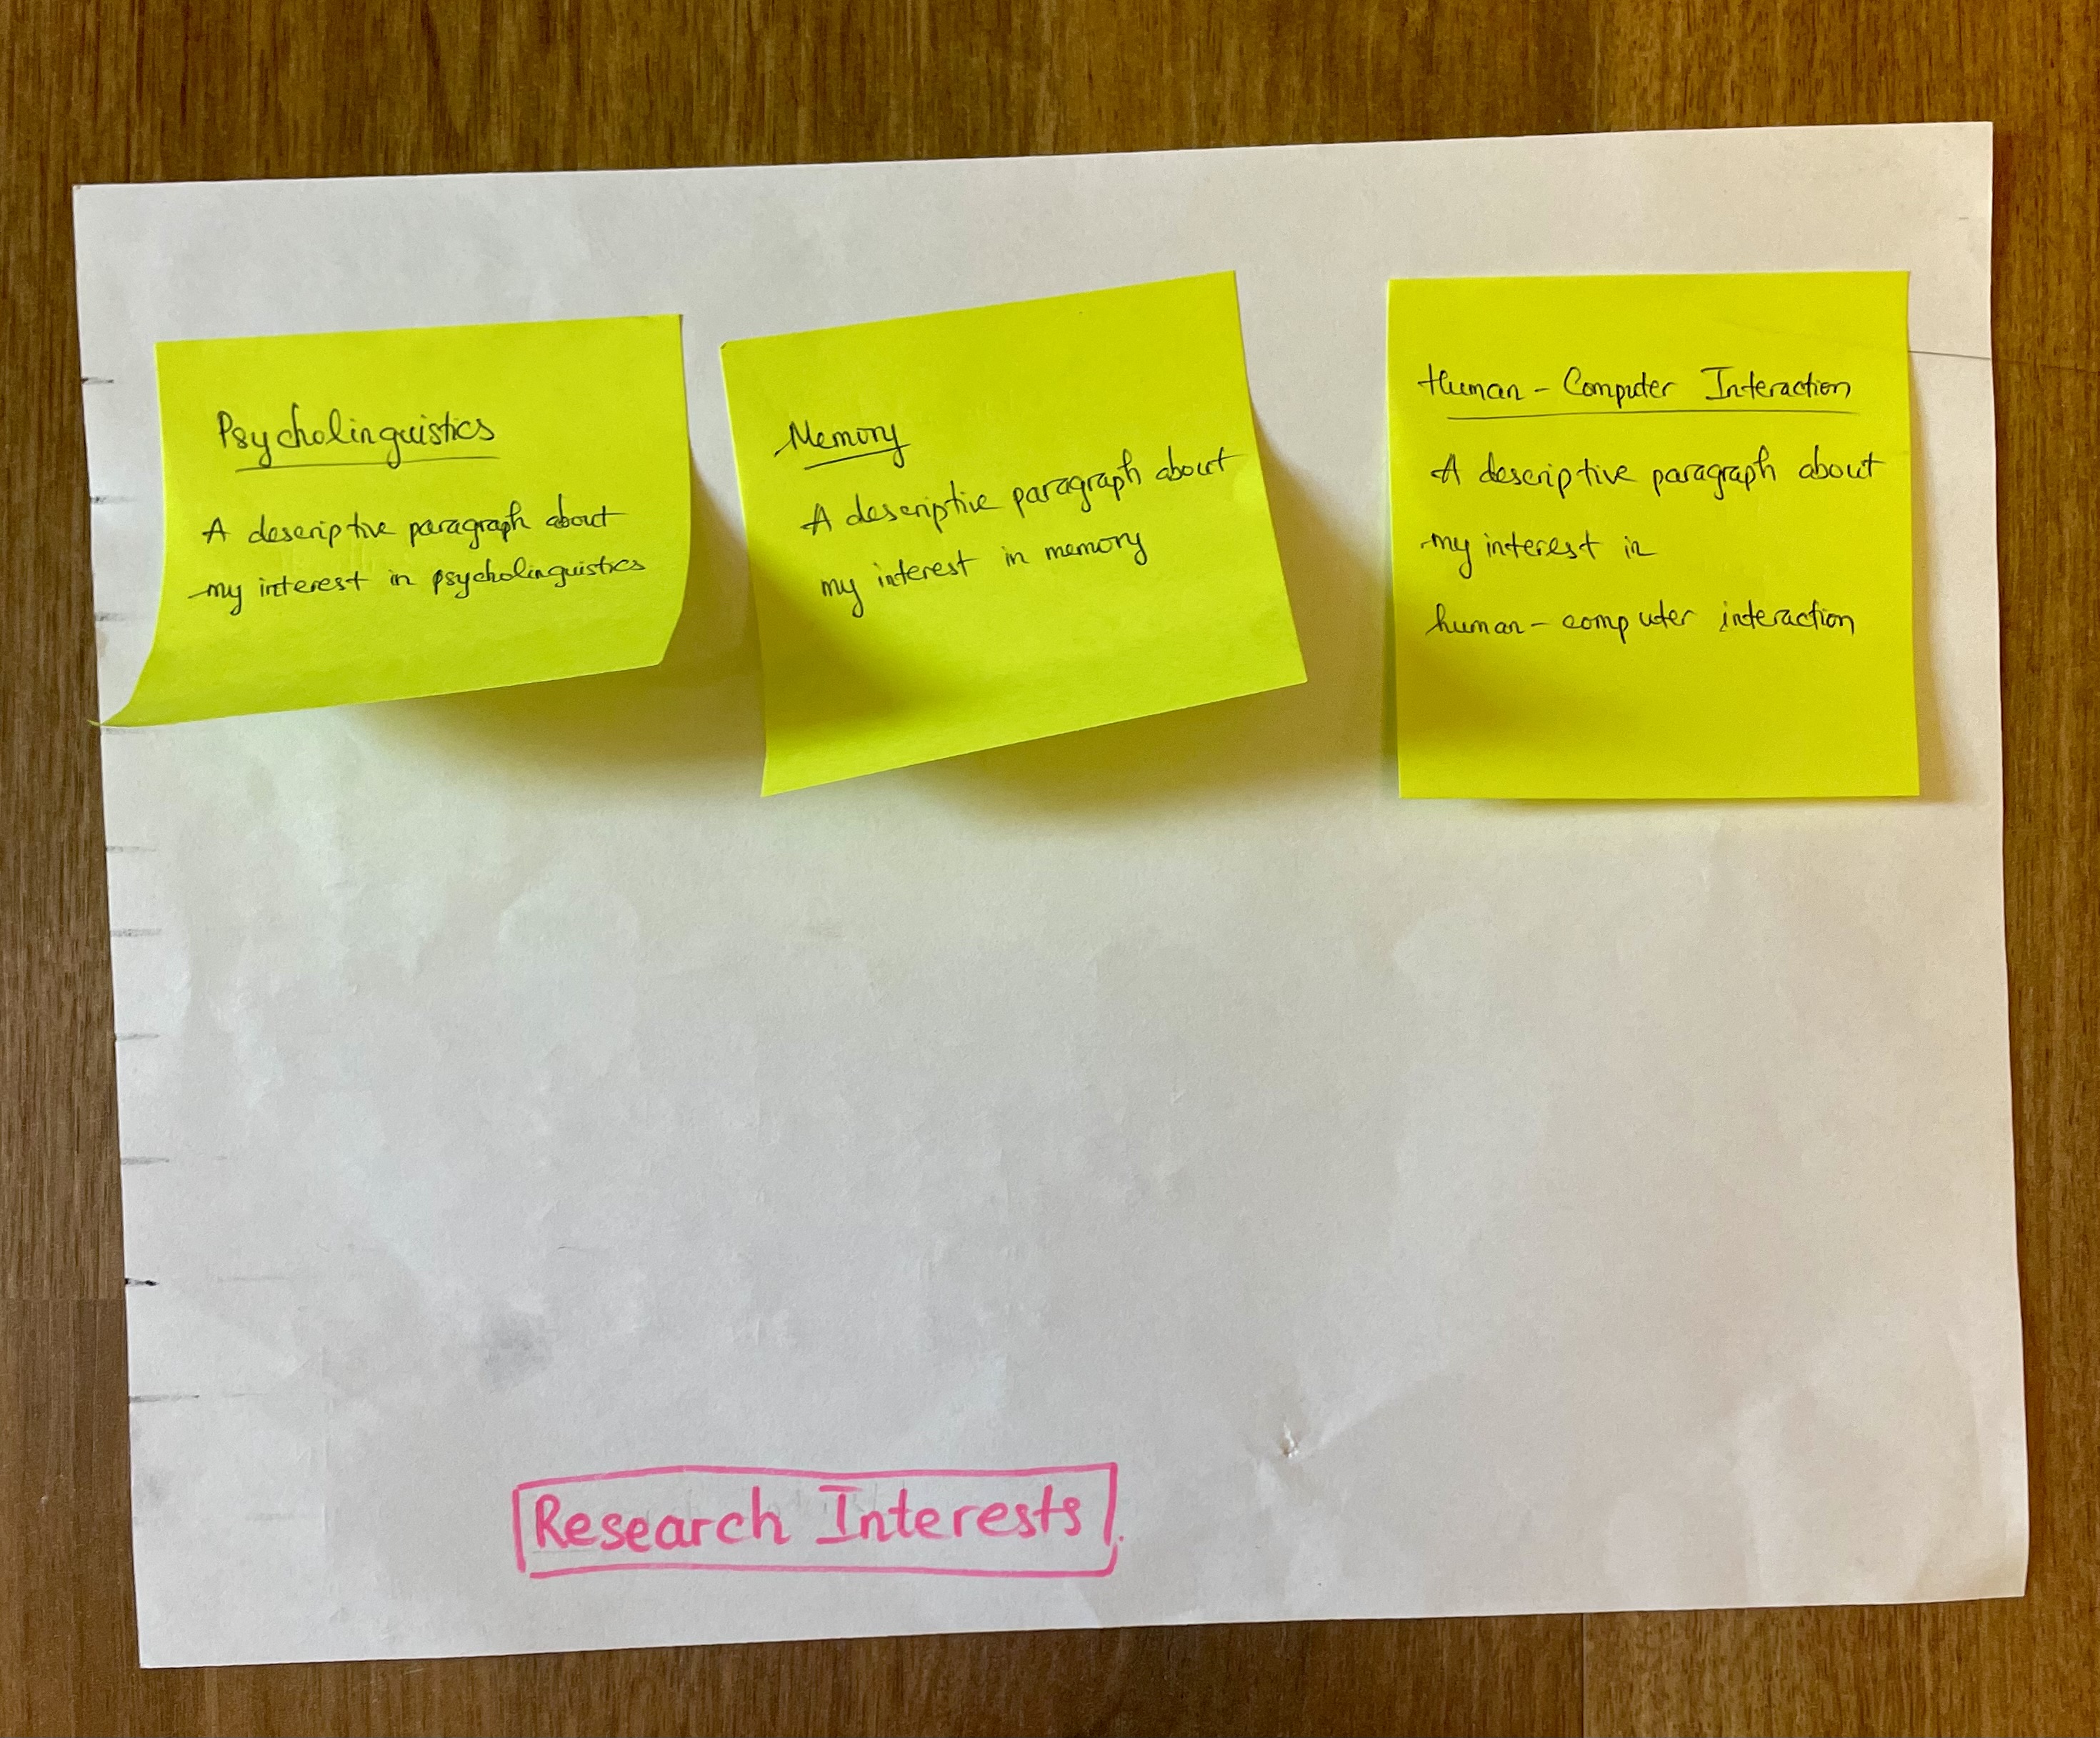 Psycholinguistics
A descriptive paragraph about
my interest in psycholinguistics
Memory
A descriptive paragraph about
my interest in memory
Human - Computer Interaction
A descriptive paragraph about
my interest in
human - computer interaction
Research Interests